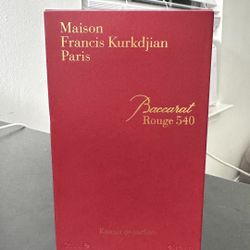 Maison
Francis Kurkdjian
Paris
Baccarat
Rouge 540
Extrait de parfum